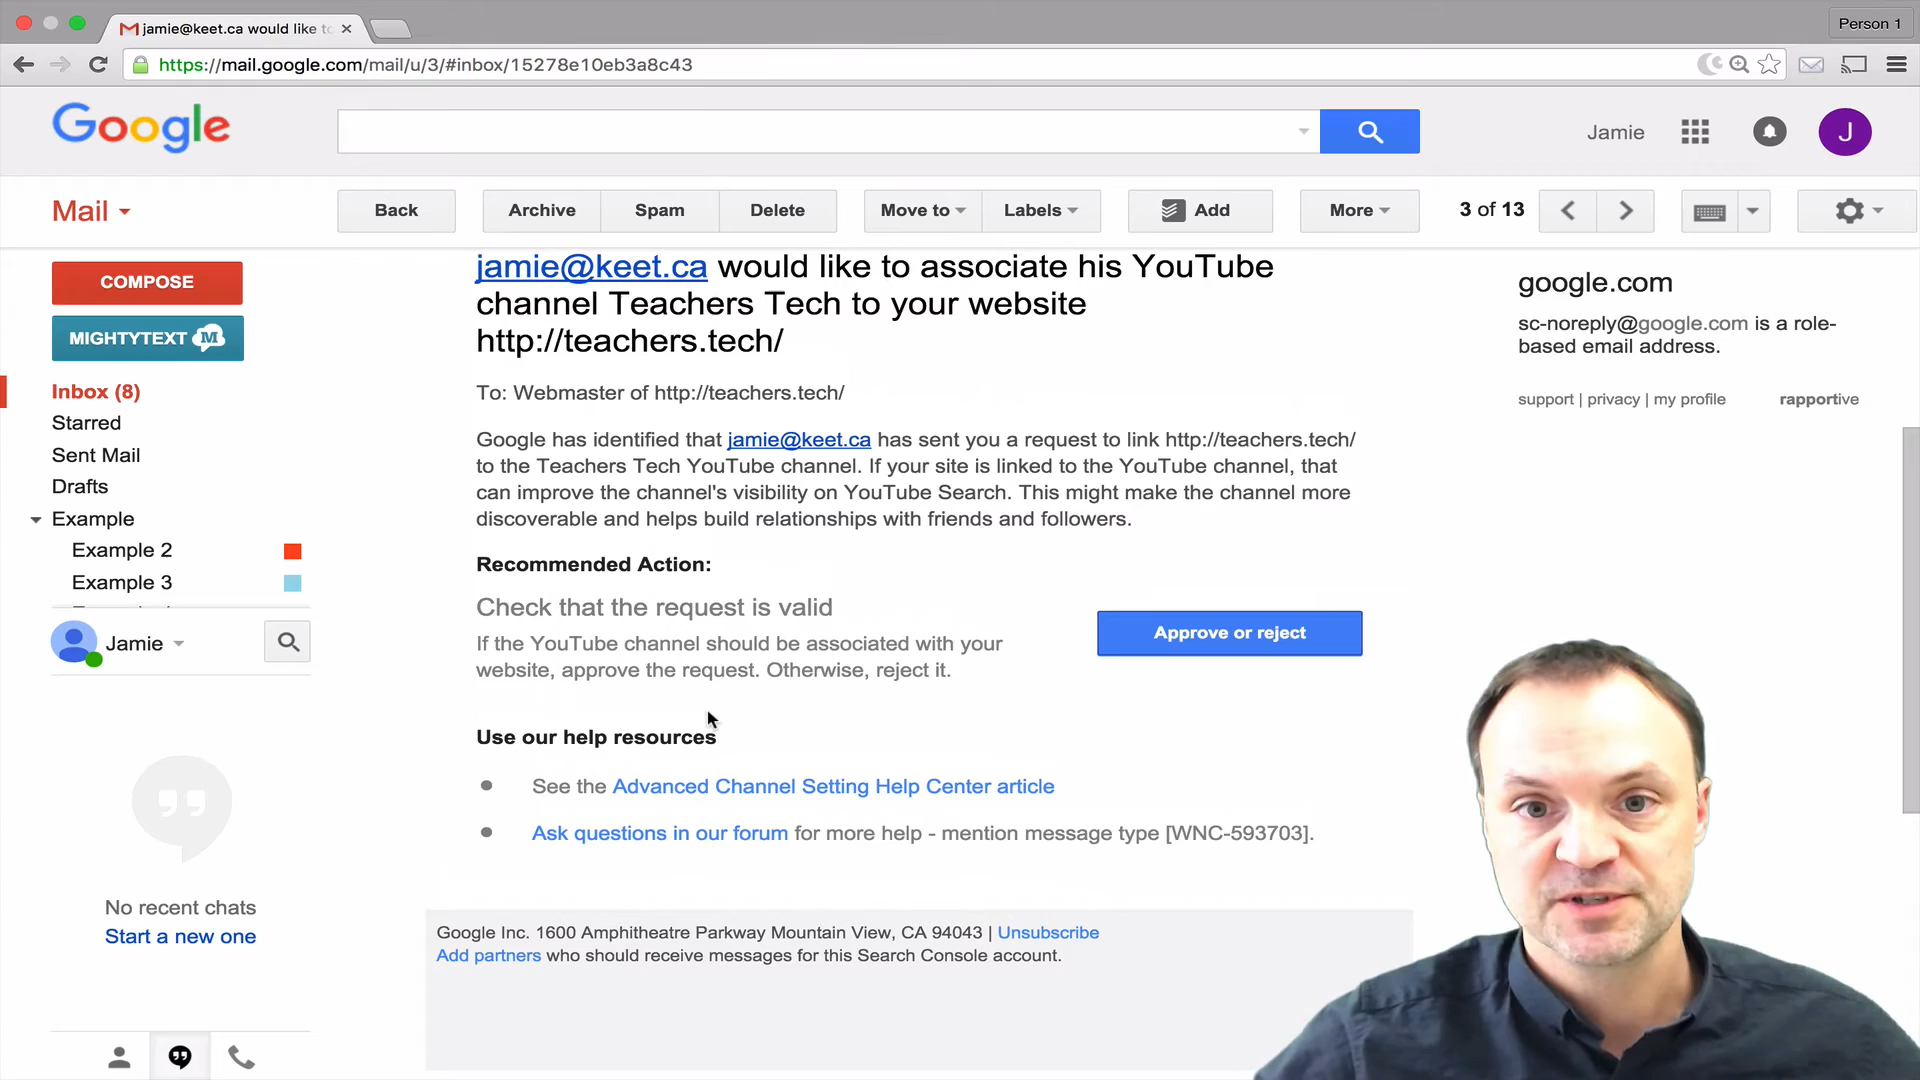 jamie@keet.ca would like to
Person 1
https://mail.google.com/mail/u/3/#inbox/15278e10eb3a8c43
Google
Jamie
J
Mail
Back
Archive
Spam
Delete
Move to
Labels
Add
More
3 of 13
COMPOSE
MIGHTYTEXT
Inbox (8)
Starred
Sent Mail
Drafts
Example
Example 2
Example 3
Jamie
No recent chats
Start a new one
jamie@keet.ca would like to associate his YouTube
channel Teachers Tech to your website
http://teachers.tech/
To: Webmaster of http://teachers.tech/
Google has identified that jamie@keet.ca has sent you a request to link http://teachers.tech/
to the Teachers Tech YouTube channel. If your site is linked to the YouTube channel, that
can improve the channel's visibility on YouTube Search. This might make the channel more
discoverable and helps build relationships with friends and followers.
Recommended Action:
Check that the request is valid
If the YouTube channel should be associated with your
website, approve the request. Otherwise, reject it.
Approve or reject
Use our help resources
See the Advanced Channel Setting Help Center article
Ask questions in our forum for more help - mention message type [WNC-593703].
Google Inc. 1600 Amphitheatre Parkway Mountain View, CA 94043 | Unsubscribe
Add partners who should receive messages for this Search Console account.
google.com
sc-noreply@google.com is a role-
based email address.
support | privacy | my profile
rapportive